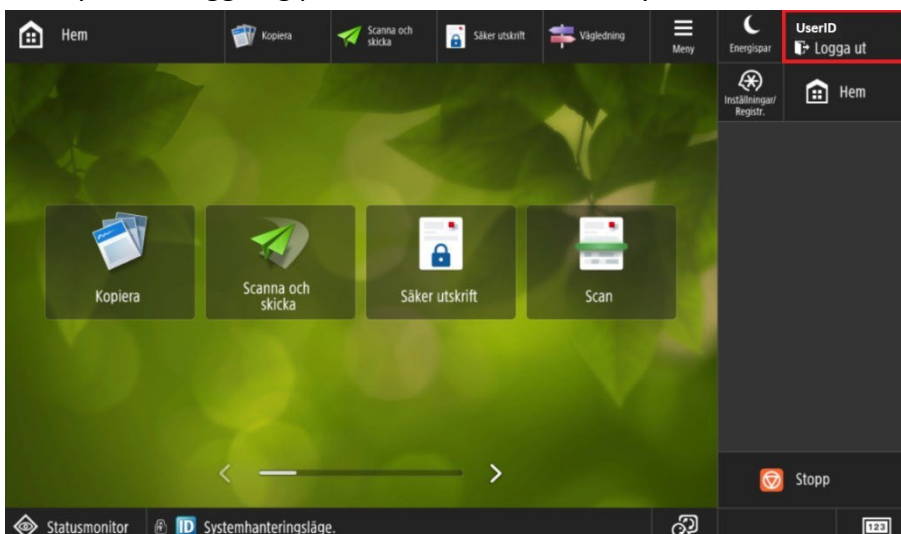 Hem
Kopiera
Scanna och
skicka
Säker utskrift
Vägledning
Meny
Energispar
UserID
Logga ut
Inställningar/
Registr.
Hem
Kopiera
Scanna och
skicka
Säker utskrift
Scan
Stopp
Statusmonitor
ID
Systemhanteringsläge.
123